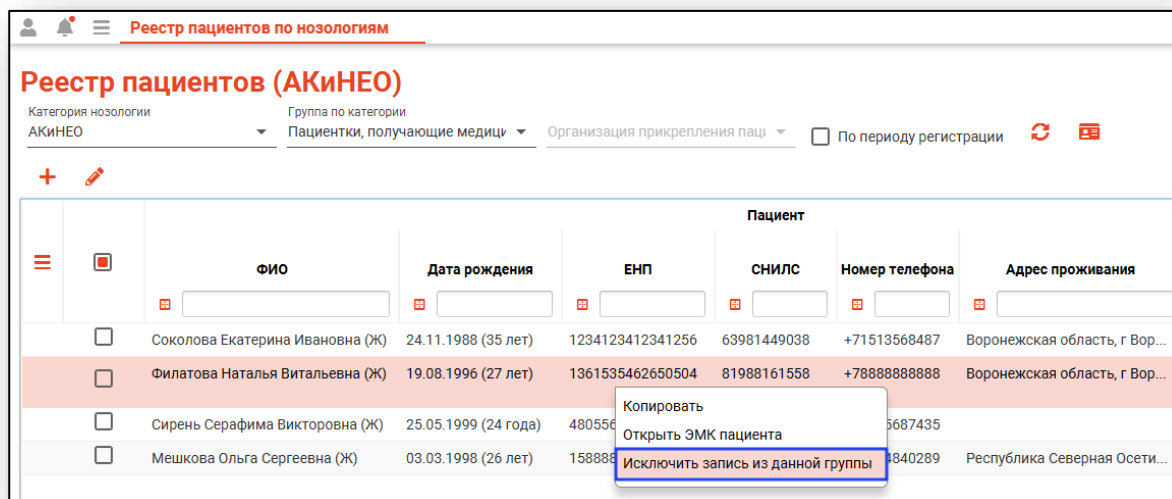 Реестр пациентов по нозологиям
Реестр пациентов (АКиНЕО)
Категория нозологии Группа по категории
АКиНЕО Пациентки, получающие медици Организация прикрепления паци По периоду регистрации
Пациент
ФИО Дата рождения ЕНП СНИЛС Номер телефона Адрес проживания
Соколова Екатерина Ивановна (Ж) 24.11.1988 (35 лет) 1234123412341256 63981449038 +71513568487 Воронежская область, г Вор...
Филатова Наталья Витальевна (Ж) 19.08.1996 (27 лет) 1361535462650504 81988161558 +78888888888 Воронежская область, г Вор...
Копировать
Сирень Серафима Викторовна (Ж) 25.05.1999 (24 года) 480556 5687435
Открыть ЭМК пациента
Мешкова Ольга Сергеевна (Ж) 03.03.1998 (26 лет) 158888 4840289 Республика Северная Осети...
Исключить запись из данной группы